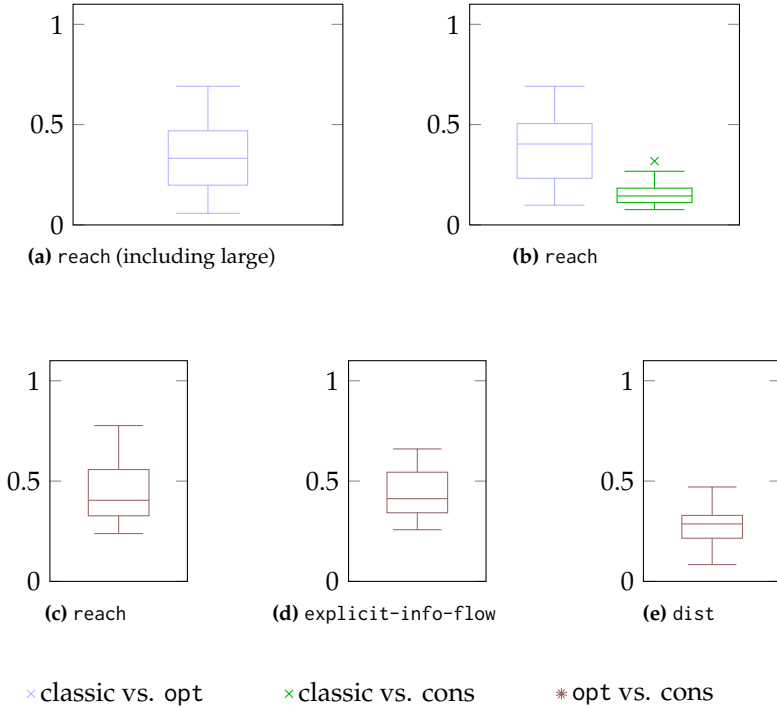 1
1
0.5
0.5
0
0
(a) reach (including large)
(b) reach
1
1
1
0.5
0.5
0.5
0
0
0
(c) reach
(d) explicit-info-flow
(e) dist
classic vs. opt
classic vs. cons
opt vs. cons